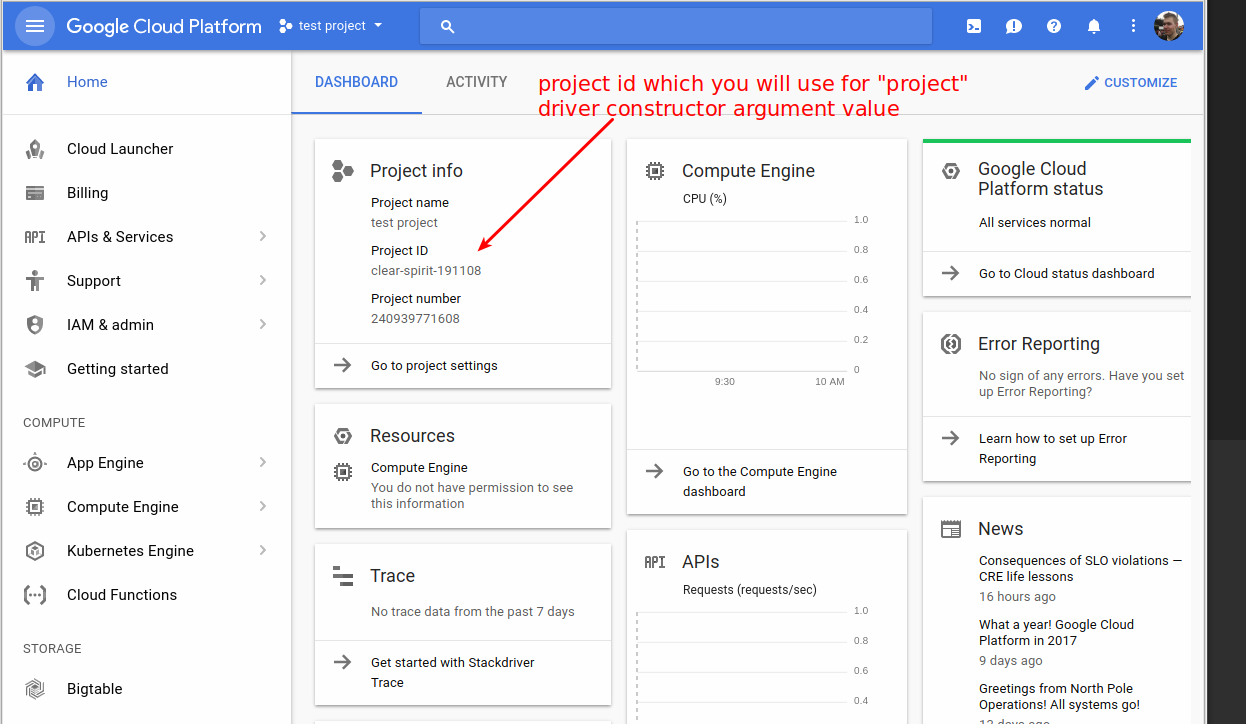 Google Cloud Platform
test project
Home
Cloud Launcher
Billing
API
APIs & Services
Support
IAM & admin
Getting started
COMPUTE
App Engine
Compute Engine
Kubernetes Engine
Cloud Functions
STORAGE
Bigtable
DASHBOARD
ACTIVITY
project id which you will use for "project"
driver constructor argument value
CUSTOMIZE
Project info
Project name
test project
Project ID
clear-spirit-191108
Project number
240939771608
Go to project settings
Resources
Compute Engine
You do not have permission to see
this information
Trace
No trace data from the past 7 days
Get started with Stackdriver
Trace
Compute Engine
CPU (%)
1.0
0.8
0.6
0.4
0.2
0
9:30
10 AM
Go to the Compute Engine
dashboard
API
APIs
Requests (requests/sec)
1.0
0.8
0.6
0.4
Google Cloud
Platform status
All services normal
Go to Cloud status dashboard
Error Reporting
No sign of any errors. Have you set
up Error Reporting?
Learn how to set up Error
Reporting
News
Consequences of SLO violations —
CRE life lessons
16 hours ago
What a year! Google Cloud
Platform in 2017
9 days ago
Greetings from North Pole
Operations! All systems go!